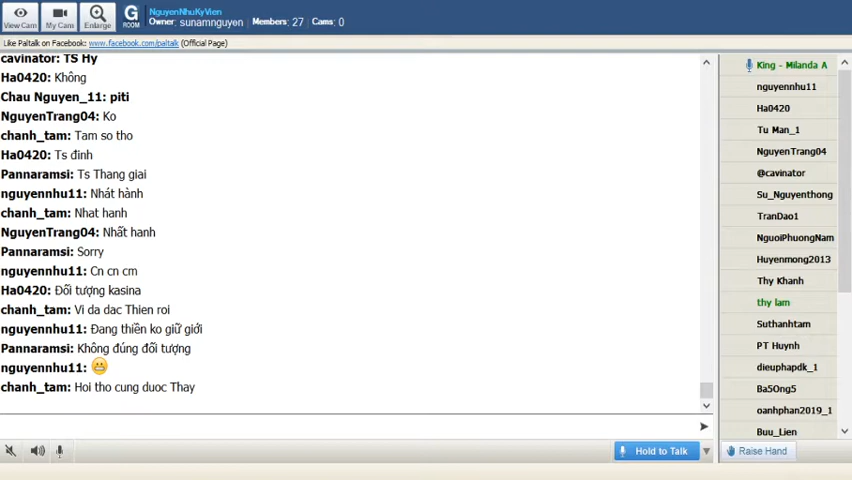 View Cam
My Cam
Enlarge
G
ROOM
NguyenNhuKyVien
Owner: sunamnguyen Members: 27 Cams: 0
Like Paltalk on Facebook: www.facebook.com/paltalk (Official Page)
cavinator: TS Hy
Ha0420: Không
Chau Nguyen_11: piti
NguyenTrang04: Ko
chanh_tam: Tam so tho
Ha0420: Ts đinh
Pannaramsi: Ts Thang giai
nguyennhu11: Nhát hành
chanh_tam: Nhat hanh
NguyenTrang04: Nhất hanh
Pannaramsi: Sorry
nguyennhu11: Cn cn cm
Ha0420: Đối tượng kasina
chanh_tam: Vi da dac Thien roi
nguyennhu11: Đang thiền ko giữ giới
Pannaramsi: Không đúng đối tượng
nguyennhu11: 😬
chanh_tam: Hoi tho cung duoc Thay
Hold to Talk
King - Milanda A
nguyennhu11
Ha0420
Tu Man_1
NguyenTrang04
@cavinator
Su_Nguyenthong
TranDao1
NguoiPhuongNam
Huyenmong2013
Thy Khanh
thy lam
Suthanhtam
PT Huynh
dieuphapdk_1
Ba5Ong5
oanhphan2019_1
Buu_Lien
Raise Hand